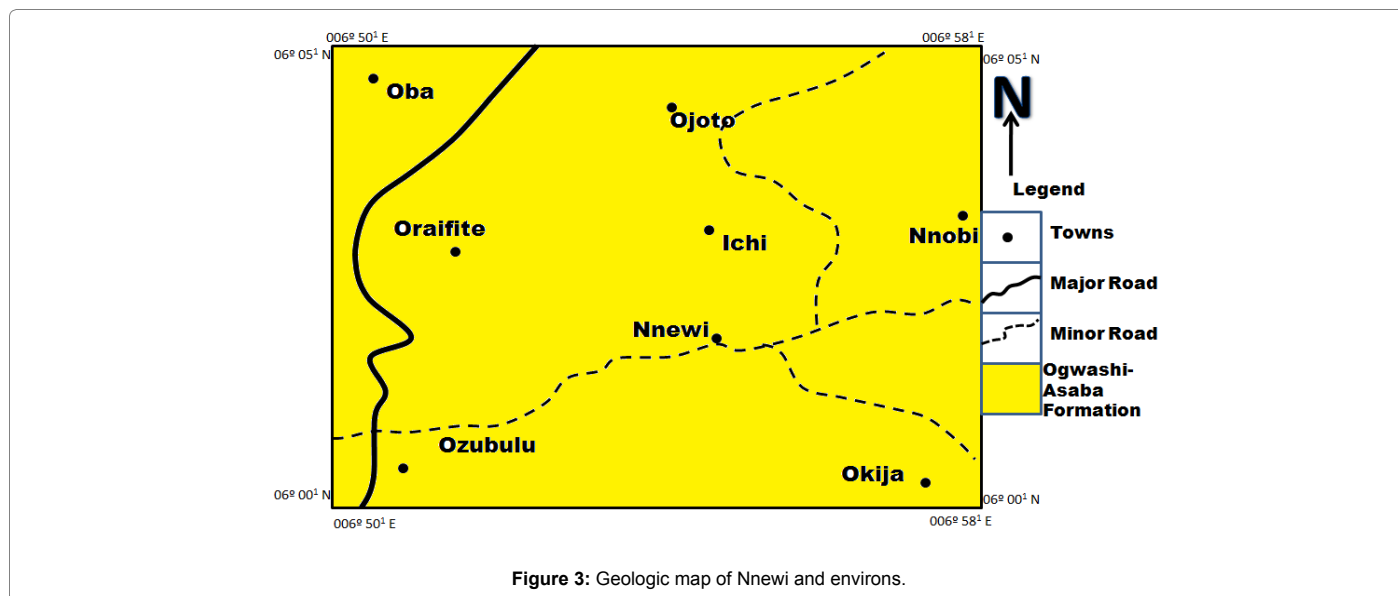 006º 50¹ E
006º 58¹ E
06º 05¹ N
06º 05¹ N
N
Oba
Ojoto
Legend
Oraifite
Ichi
Nnobi
Towns
Major Road
Nnewi
Minor Road
Ogwashi-
Asaba
Formation
Ozubulu
Okija
06º 00¹ N
06º 00¹ N
006º 50¹ E
006º 58¹ E
Figure 3: Geologic map of Nnewi and environs.